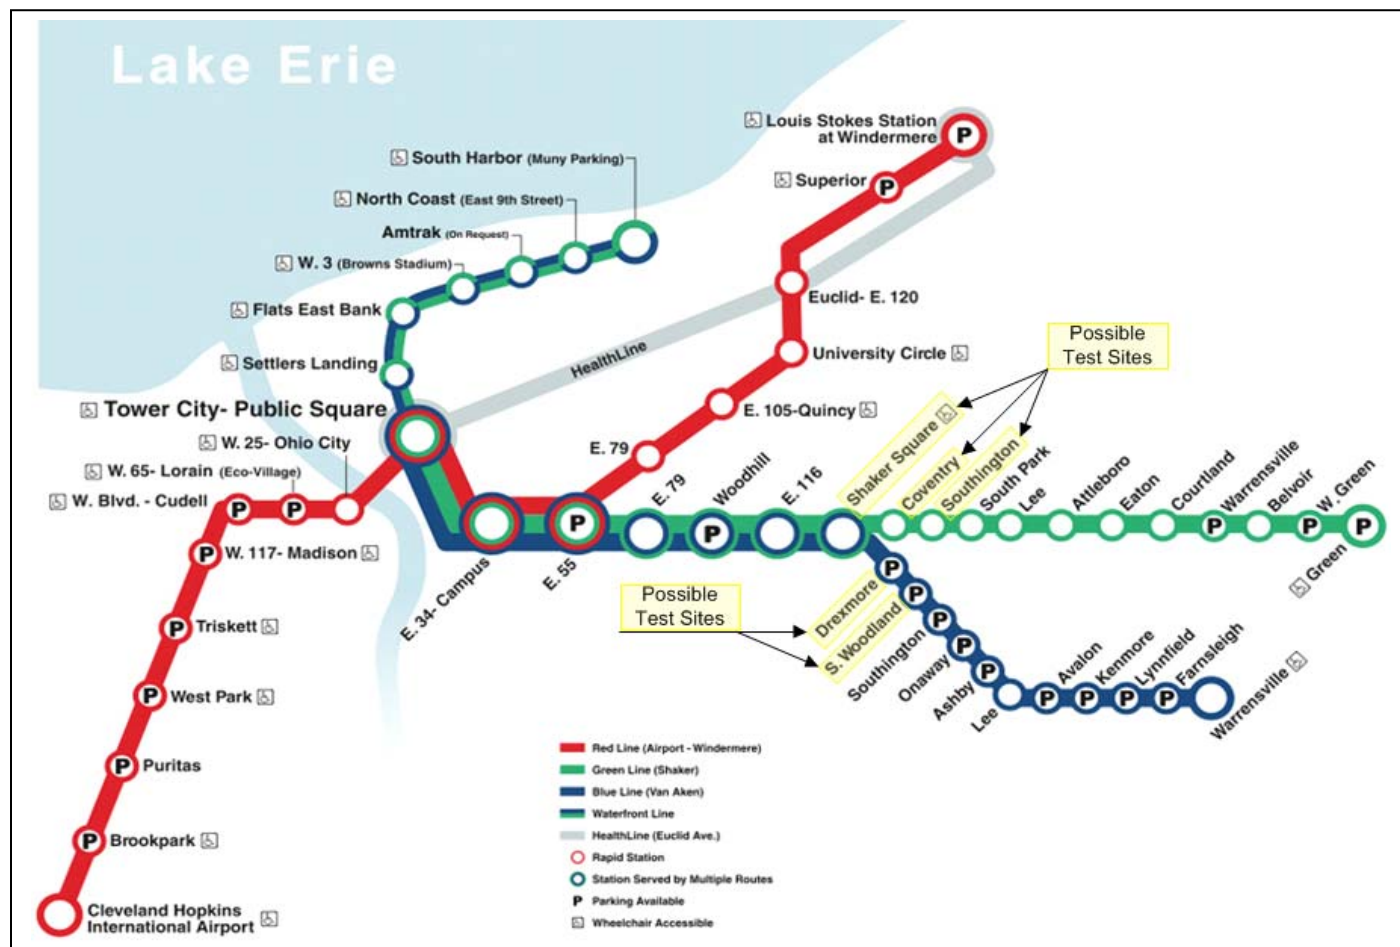 Lake Erie
Louis Stokes Station
at Windermere
P
Superior
P
South Harbor (Muny Parking)
North Coast (East 9th Street)
Amtrak (On Request)
W. 3 (Browns Stadium)
Flats East Bank
Settlers Landing
Tower City- Public Square
W. 25- Ohio City
W. 65- Lorain (Eco-Village)
W. Blvd. - Cudell
P
P
HealthLine
Euclid- E. 120
University Circle
E. 105-Quincy
E. 79
Possible
Test Sites
E. 34- Campus
P
E. 55
E. 79
Woodhill
P
E. 116
Shaker Square
Coventry
Southington
South Park
Lee
Attleboro
Eaton
Courtland
Warrensville
P
Belvoir
W. Green
P
P
Green
P
W. 117- Madison
P
Triskett
P
West Park
P
Puritas
P
Brookpark
Cleveland Hopkins
International Airport
Possible
Test Sites
P
Drexmore
P
S. Woodland
P
Southington
P
Onaway
P
Ashby
Lee
P
Avalon
P
Kenmore
P
Lynnfield
P
Farnsleigh
Warrensville
Red Line (Airport - Windermere)
Green Line (Shaker)
Blue Line (Van Aken)
Waterfront Line
HealthLine (Euclid Ave.)
Rapid Station
Station Served by Multiple Routes
P Parking Available
Wheelchair Accessible